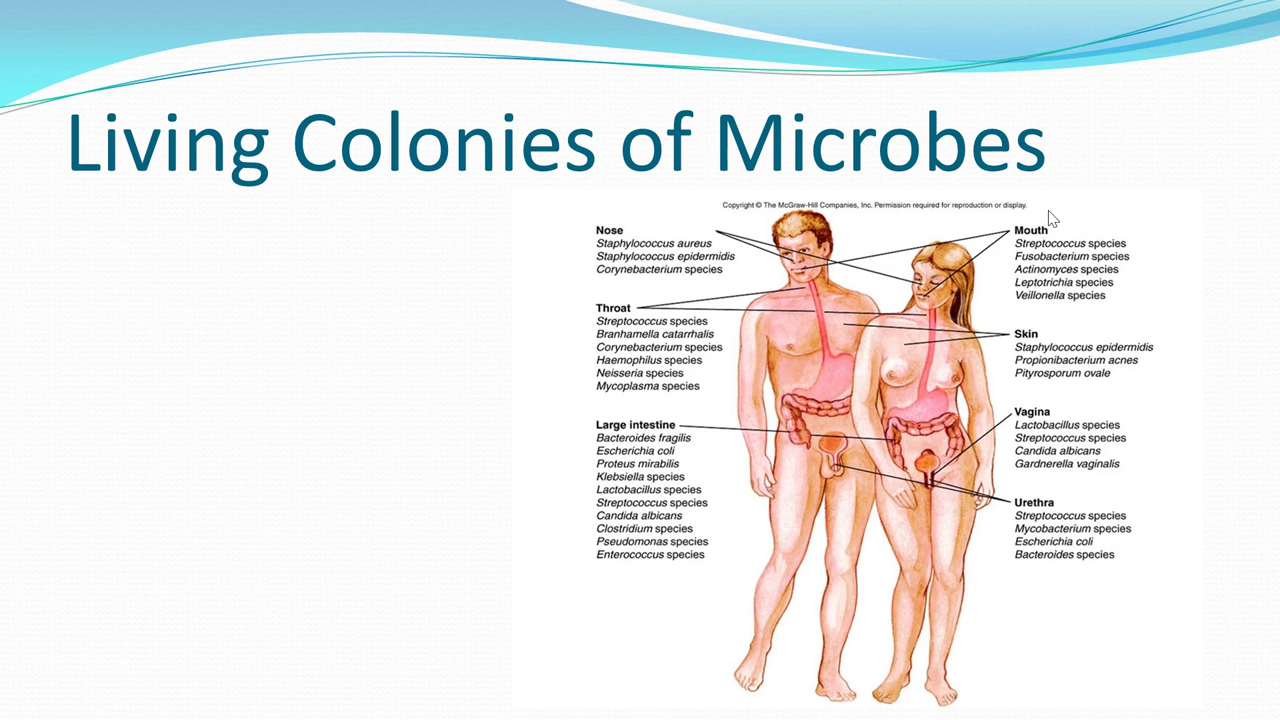 Living Colonies of Microbes
Copyright © The McGraw-Hill Companies, Inc. Permission required for reproduction or display.
Nose
Staphylococcus aureus
Staphylococcus epidermidis
Corynebacterium species
Throat
Streptococcus species
Branhamella catarrhalis
Corynebacterium species
Haemophilus species
Neisseria species
Mycoplasma species
Large intestine
Bacteroides fragilis
Escherichia coli
Proteus mirabilis
Klebsiella species
Lactobacillus species
Streptococcus species
Candida albicans
Clostridium species
Pseudomonas species
Enterococcus species
Mouth
Streptococcus species
Fusobacterium species
Actinomyces species
Leptotrichia species
Veillonella species
Skin
Staphylococcus epidermidis
Propionibacterium acnes
Pityrosporum ovale
Vagina
Lactobacillus species
Streptococcus species
Candida albicans
Gardnerella vaginalis
Urethra
Streptococcus species
Mycobacterium species
Escherichia coli
Bacteroides species